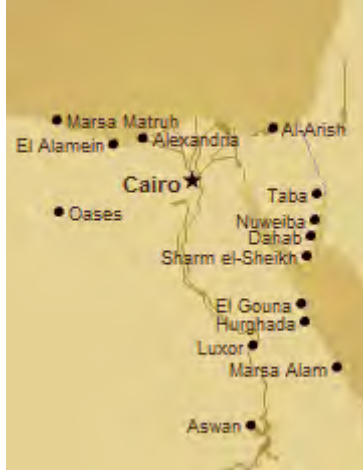 Marsa Matruh
Al-Arish
Alexandria
El Alamein
Cairo
Taba
Oases
Nuweiba
Dahab
Sharm el-Sheikh
El Gouna
Hurghada
Luxor
Marsa Alam
Aswan